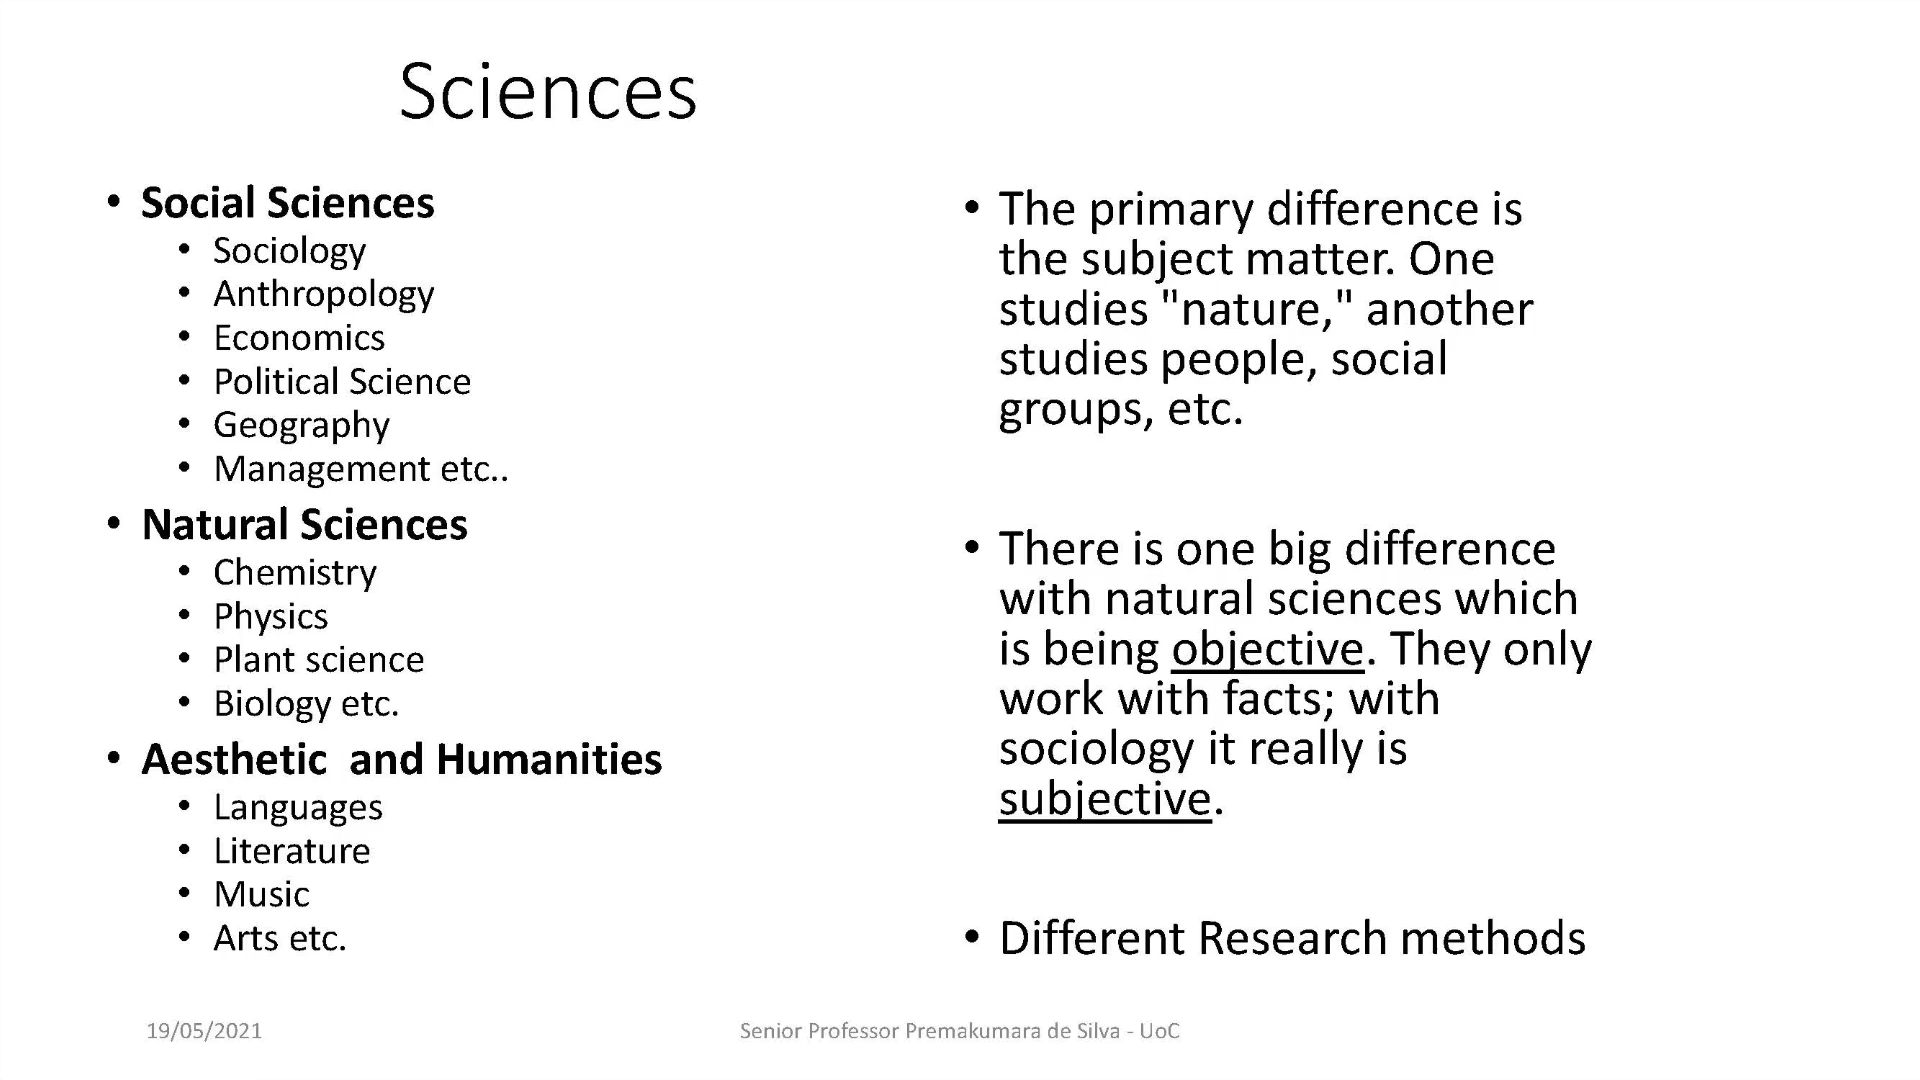 Sciences
• Social Sciences
• Sociology
• Anthropology
• Economics
• Political Science
• Geography
• Management etc..
• Natural Sciences
• Chemistry
• Physics
• Plant science
• Biology etc.
• Aesthetic  and Humanities
• Languages
• Literature
• Music
• Arts etc.
• The primary difference is
the subject matter. One
studies "nature," another
studies people, social
groups, etc.
• There is one big difference
with natural sciences which
is being objective. They only
work with facts; with
sociology it really is
subjective.
• Different Research methods
19/05/2021
Senior Professor Premakumara de Silva - UoC